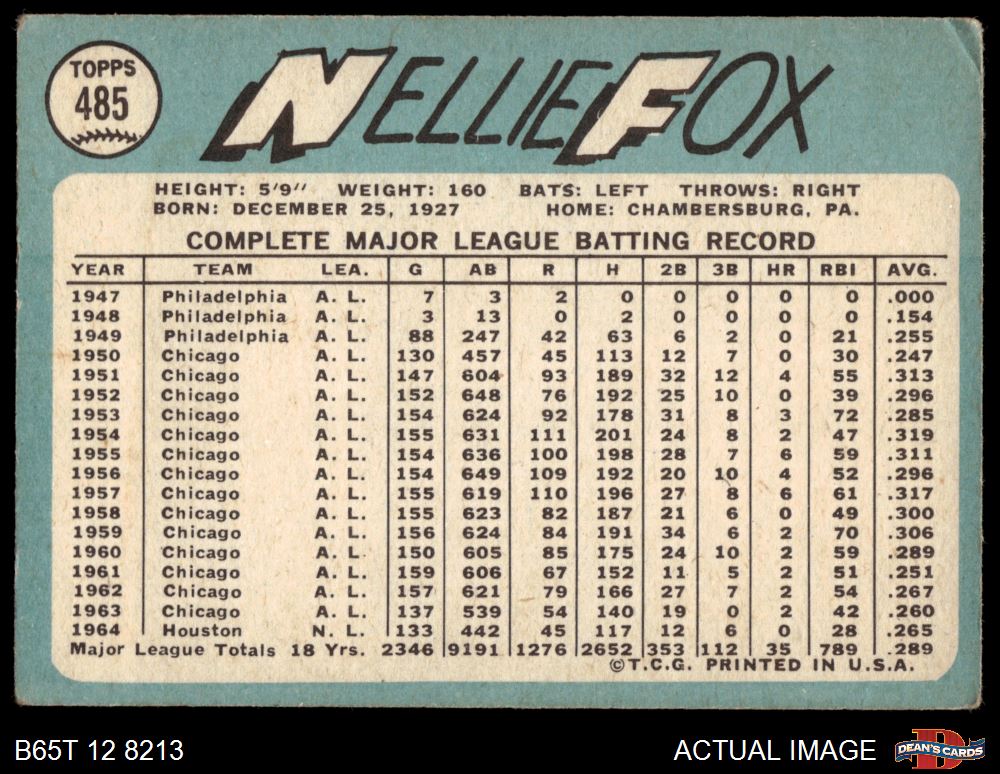 TOPPS
485
NELLIE FOX
HEIGHT: 5'9" WEIGHT: 160 BATS: LEFT THROWS: RIGHT
BORN: DECEMBER 25, 1927 HOME: CHAMBERSBURG, PA.
COMPLETE MAJOR LEAGUE BATTING RECORD
YEAR TEAM LEA. G AB R H 2B 3B HR RBI AVG.
1947 Philadelphia A. L. 7 3 2 0 0 0 0 0 .000
1948 Philadelphia A. L. 3 13 0 2 0 0 0 0 .154
1949 Philadelphia A. L. 88 247 42 63 6 2 0 21 .255
1950 Chicago A. L. 130 457 45 113 12 7 0 30 .247
1951 Chicago A. L. 147 604 93 189 32 12 4 55 .313
1952 Chicago A. L. 152 648 76 192 25 10 0 39 .296
1953 Chicago A. L. 154 624 92 178 31 8 3 72 .285
1954 Chicago A. L. 155 631 111 201 24 8 2 47 .319
1955 Chicago A. L. 154 636 100 198 28 7 6 59 .311
1956 Chicago A. L. 154 649 109 192 20 10 4 52 .296
1957 Chicago A. L. 155 619 110 196 27 8 6 61 .317
1958 Chicago A. L. 155 623 82 187 21 6 0 49 .300
1959 Chicago A. L. 156 624 84 191 34 6 2 70 .306
1960 Chicago A. L. 150 605 85 175 24 10 2 59 .289
1961 Chicago A. L. 159 606 67 152 11 5 2 51 .251
1962 Chicago A. L. 157 621 79 166 27 7 2 54 .267
1963 Chicago A. L. 137 539 54 140 19 0 2 42 .260
1964 Houston N. L. 133 442 45 117 12 6 0 28 .265
Major League Totals 18 Yrs. 2346 9191 1276 2652 353 112 35 789 .289
©T.C.G. PRINTED IN U.S.A.
B65T 12 8213 ACTUAL IMAGE D DEAN'S CARDS